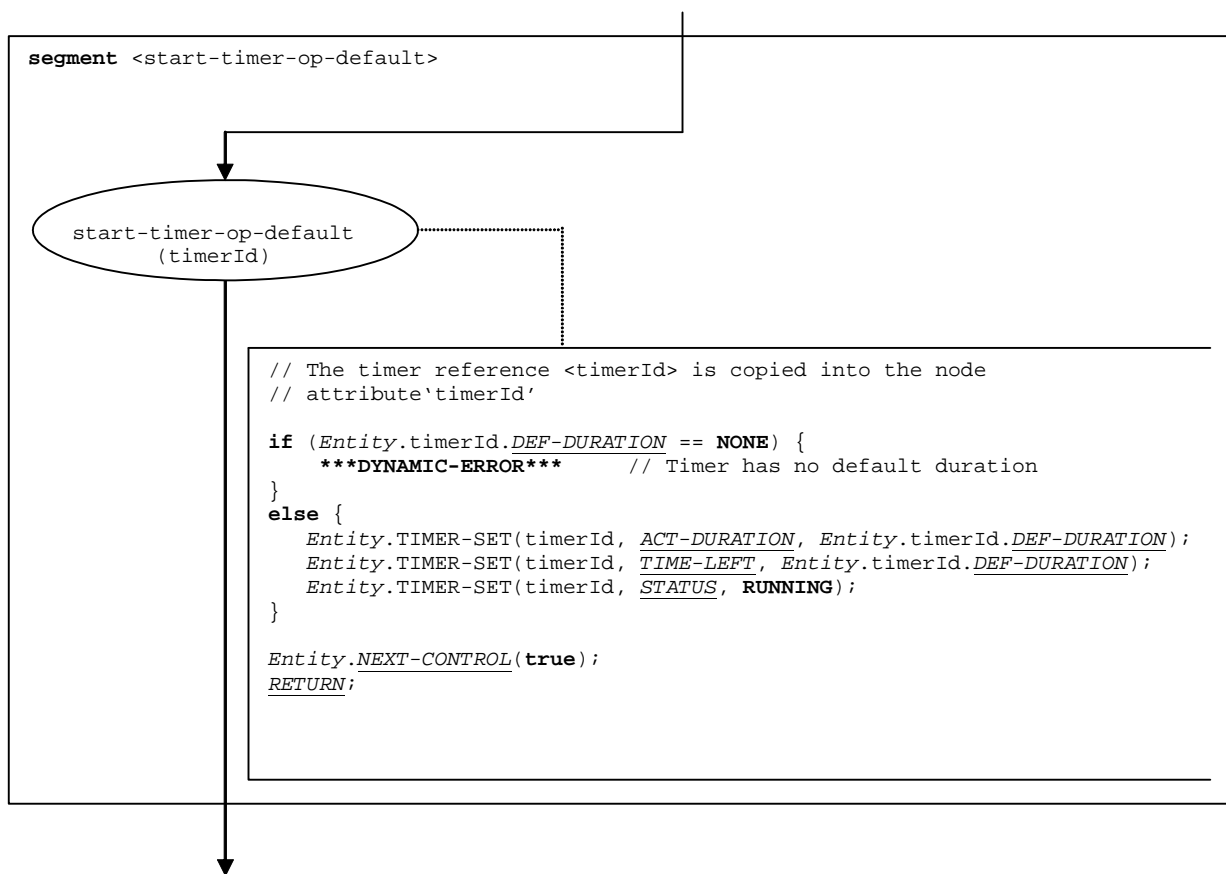 segment <start-timer-op-default>
start-timer-op-default
(timerId)
// The timer reference <timerId> is copied into the node
// attribute‘timerId’
if (Entity.timerId.DEF-DURATION == NONE) {
***DYNAMIC-ERROR*** // Timer has no default duration
}
else {
Entity.TIMER-SET(timerId, ACT-DURATION, Entity.timerId.DEF-DURATION);
Entity.TIMER-SET(timerId, TIME-LEFT, Entity.timerId.DEF-DURATION);
Entity.TIMER-SET(timerId, STATUS, RUNNING);
}
Entity.NEXT-CONTROL(true);
RETURN;